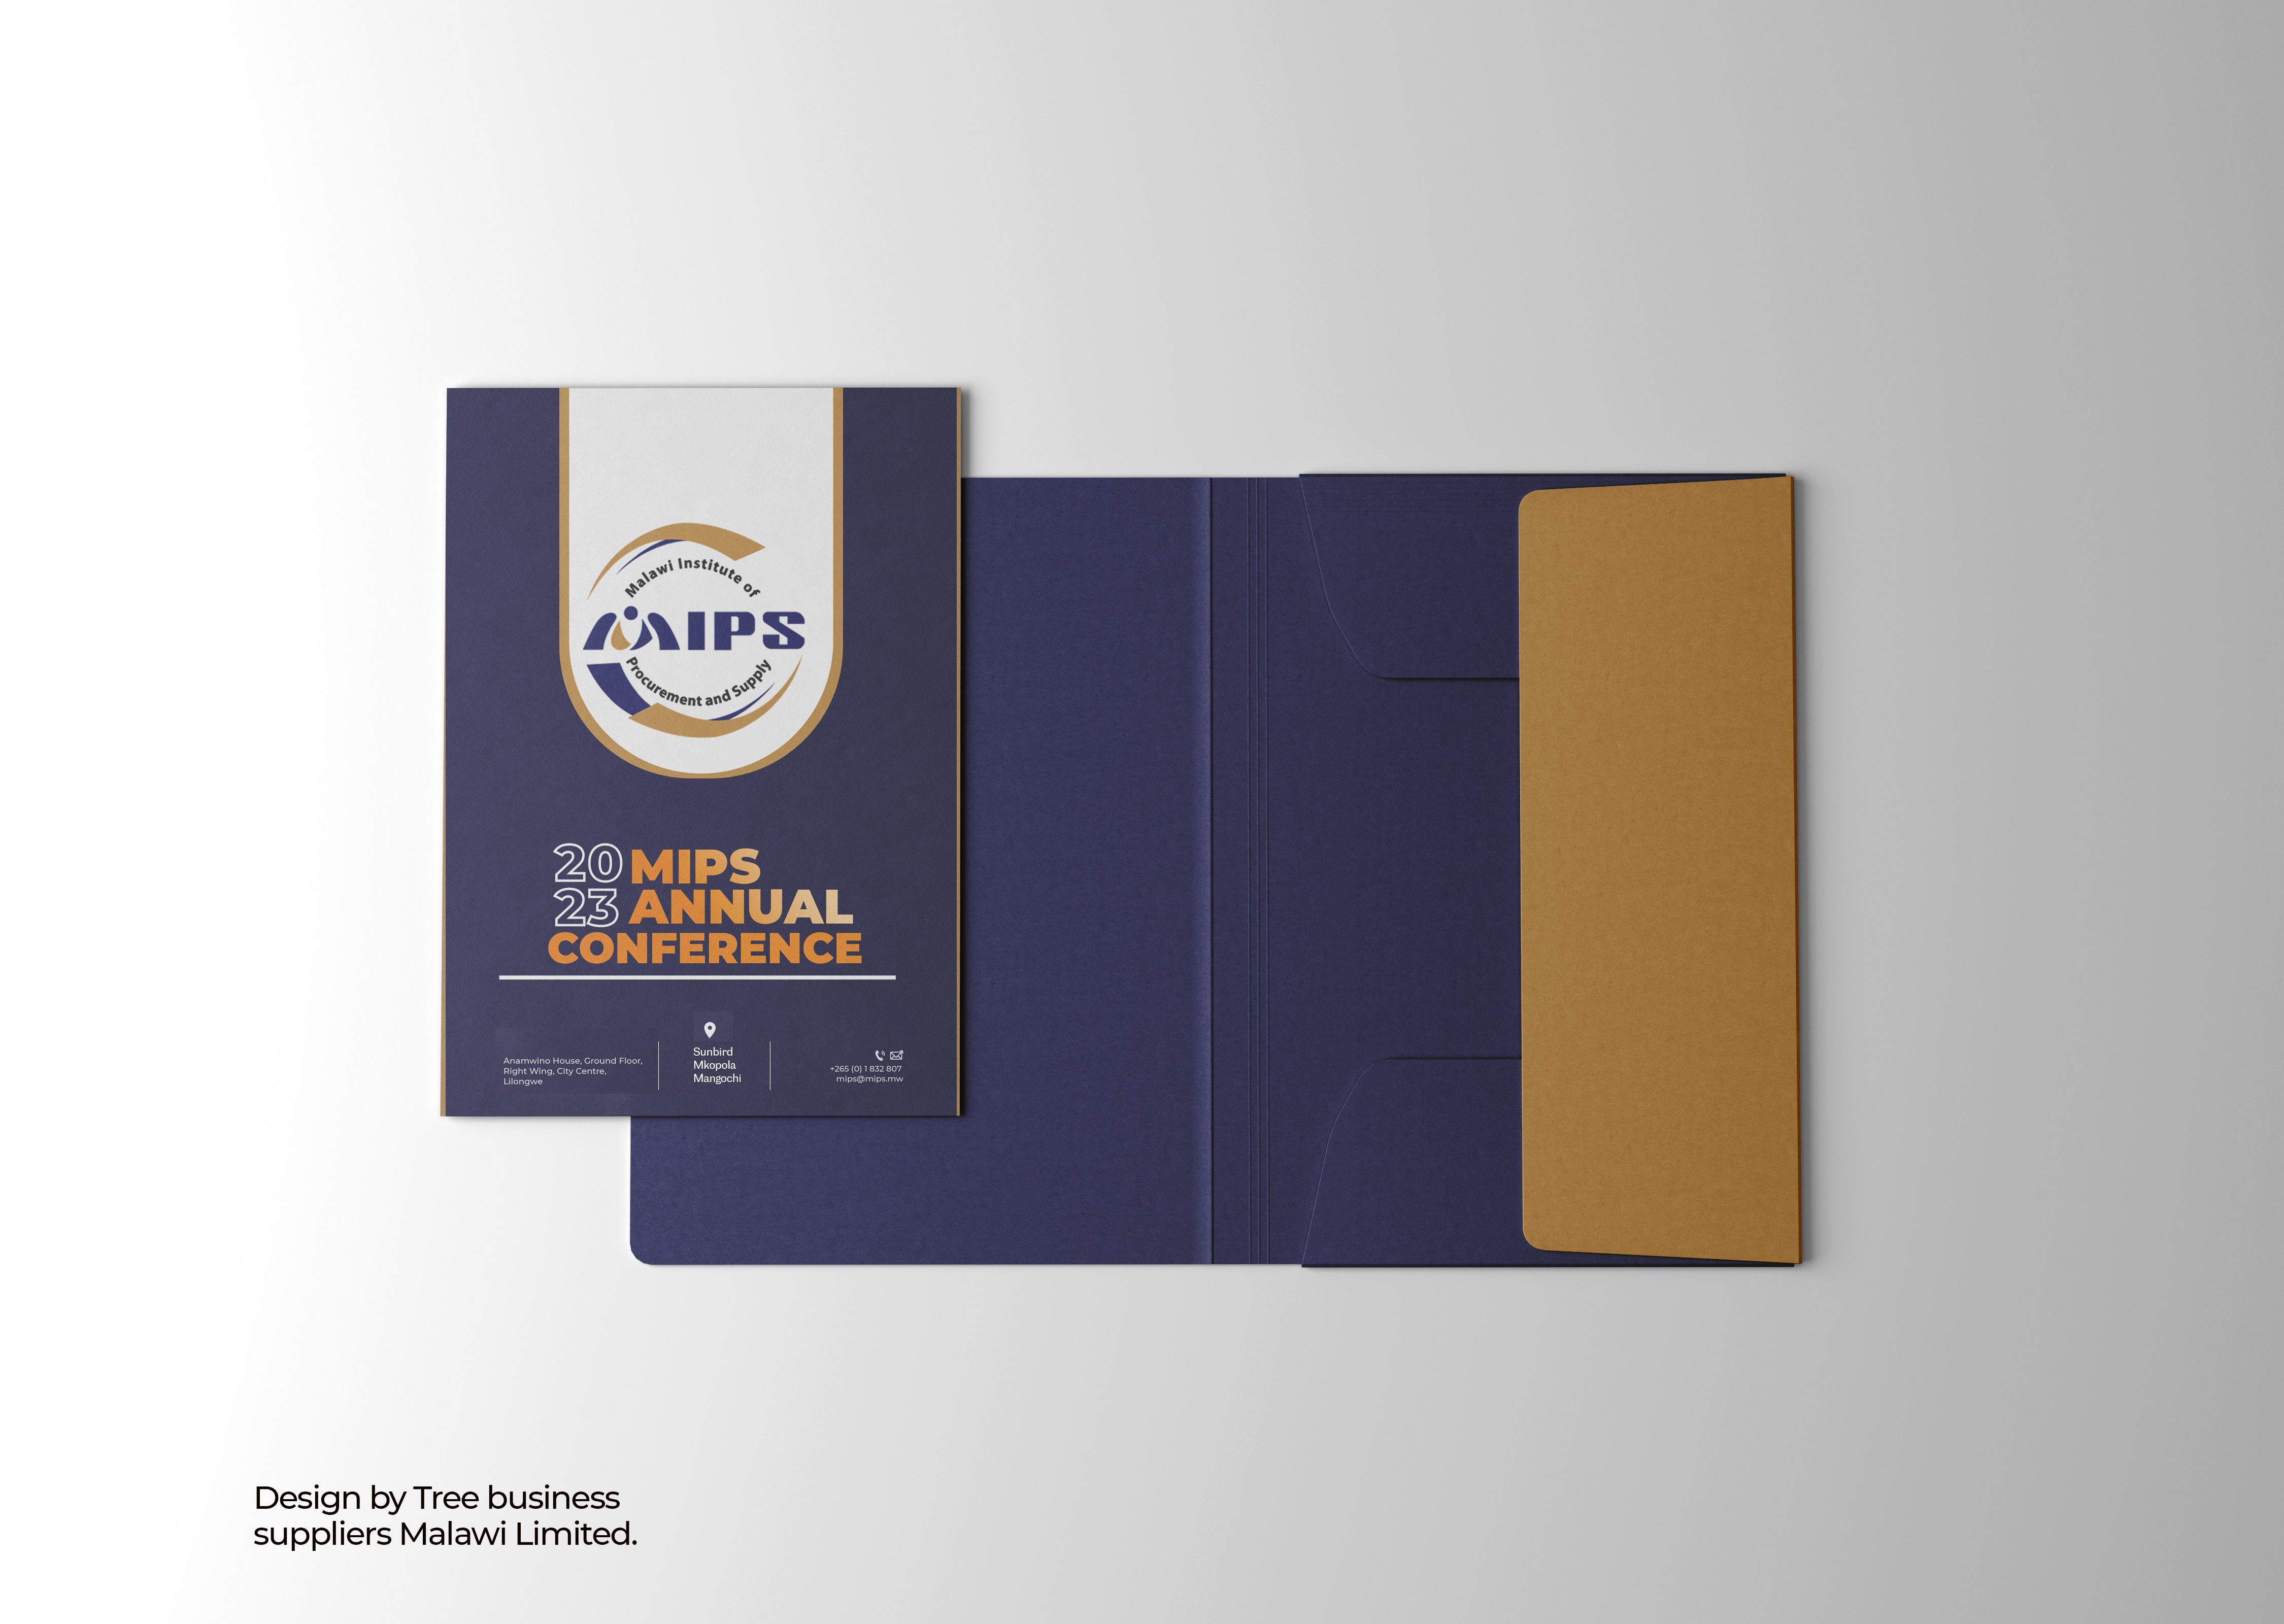 Malawi Institute of
MIPS
Procurement and Supply
20 MIPS
23 ANNUAL
CONFERENCE
Anamwino House, Ground Floor,
Right Wing, City Centre,
Lilongwe
Sunbird
Mkopola
Mangochi
+265 (0) 1 832 807
mips@mips.mw
Design by Tree business
suppliers Malawi Limited.